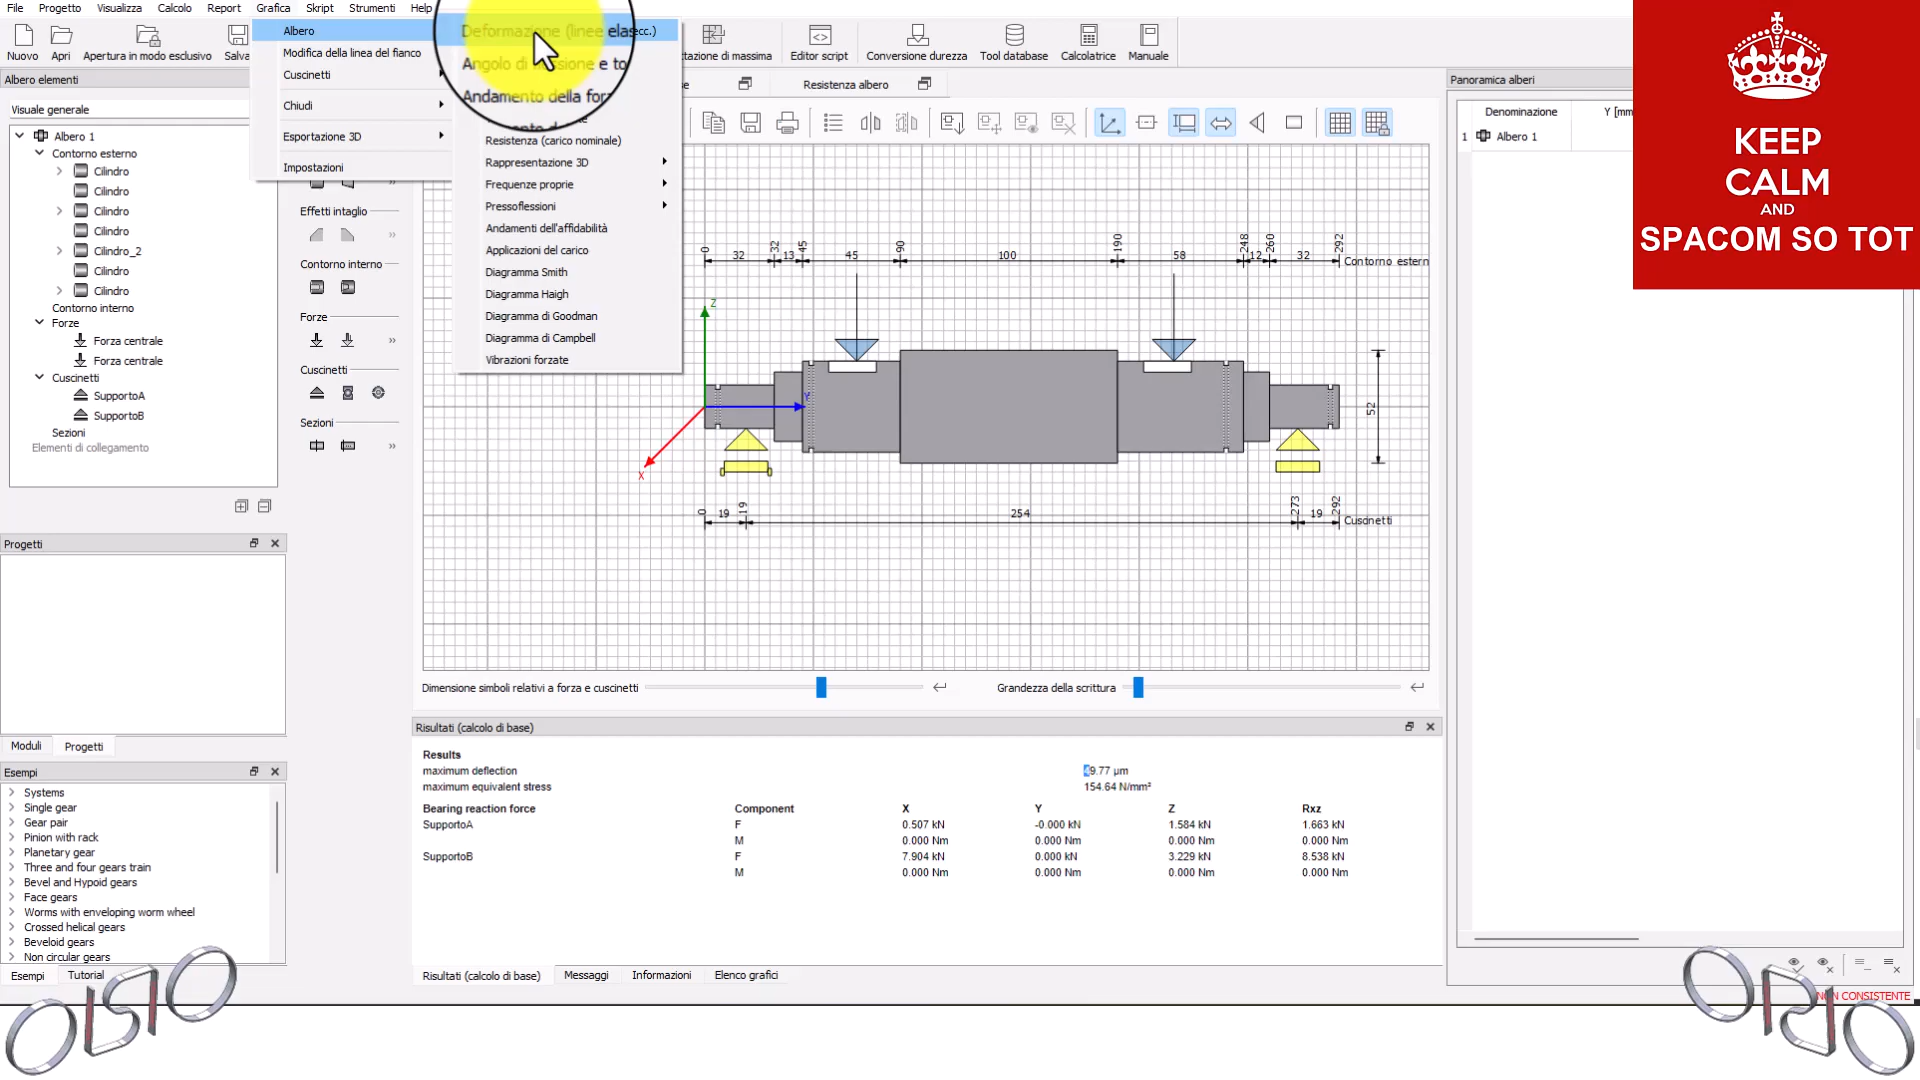 File Progetto Visualizza Calcolo Report Grafica Skript Strumenti Help
Nuovo Apri Apertura in modo esclusivo Salva
tazione di massima Editor script Conversione durezza Tool database Calcolatrice Manuale
Albero
Modifica della linea del fianco
Cuscinetti
Chiudi
Esportazione 3D
Impostazioni
Deformazione (linee elas ecc.)
Angolo di
Andamento della forz
Resistenza (carico nominale)
Rappresentazione 3D
Frequenze proprie
Pressoflessioni
Andamenti dell'affidabilità
Applicazioni del carico
Diagramma Smith
Diagramma Haigh
Diagramma di Goodman
Diagramma di Campbell
Vibrazioni forzate
Albero elementi
Visuale generale
Albero 1
Contorno esterno
Cilindro
Cilindro
Cilindro
Cilindro
Cilindro_2
Cilindro
Cilindro
Contorno interno
Forze
Forza centrale
Forza centrale
Cuscinetti
SupportoA
SupportoB
Sezioni
Elementi di collegamento
Effetti intaglio
Contorno interno
Forze
Cuscinetti
Sezioni
Resistenza albero
0 32 45 90 190 248 260 292
32 13 45 100 58 12 32 Contorno estern
Z
Y
X
52
0 19 273 292
19 254 19 Cuscinetti
Dimensione simboli relativi a forza e cuscinetti
Grandezza della scrittura
Progetti
Moduli Progetti
Esempi
Systems
Single gear
Gear pair
Pinion with rack
Planetary gear
Three and four gears train
Bevel and Hypoid gears
Face gears
Worms with enveloping worm wheel
Crossed helical gears
Beveloid gears
Non circular gears
Esempi Tutorial
Risultati (calcolo di base)
Results
maximum deflection 49.77 µm
maximum equivalent stress 154.64 N/mm²
Bearing reaction force Component X Y Z Rxz
SupportoA F 0.507 kN -0.000 kN 1.584 kN 1.663 kN
M 0.000 Nm 0.000 Nm 0.000 Nm 0.000 Nm
SupportoB F 7.904 kN 0.000 kN 3.229 kN 8.538 kN
M 0.000 Nm 0.000 Nm 0.000 Nm 0.000 Nm
Risultati (calcolo di base) Messaggi Informazioni Elenco grafici
Panoramica alberi
Denominazione Y [mm
1 Albero 1
KEEP
CALM
AND
SPACOM SO TOT
CONSISTENTE